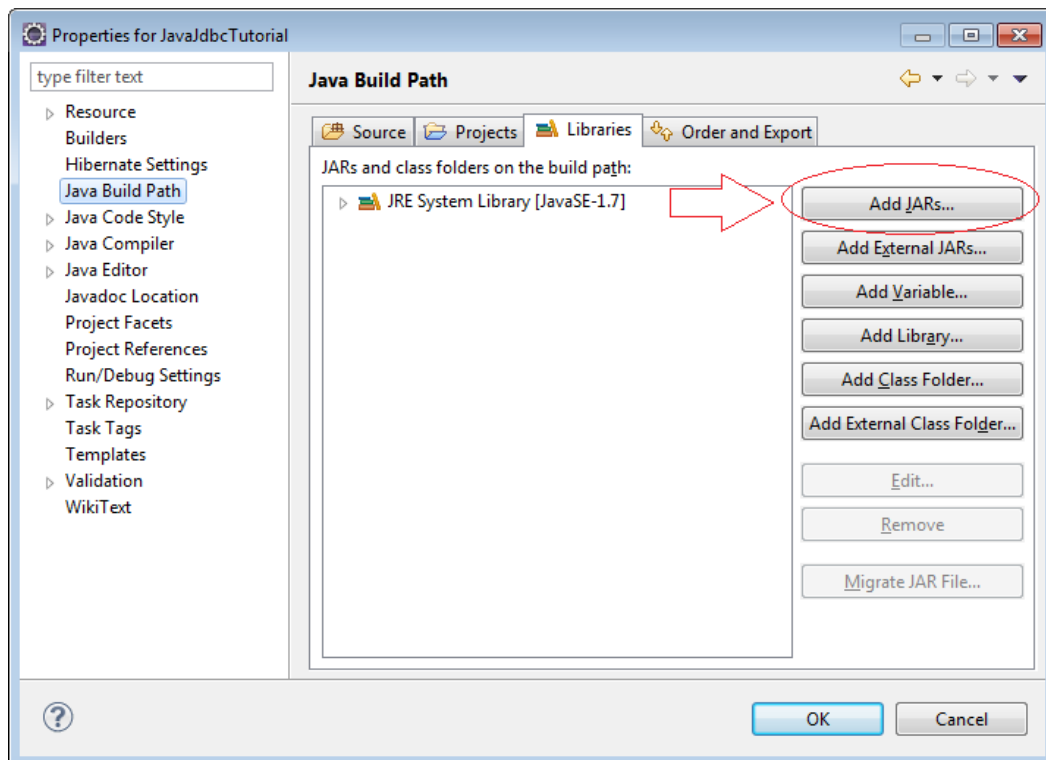 Properties for JavaJdbcTutorial
type filter text
Resource
Builders
Hibernate Settings
Java Build Path
Java Code Style
Java Compiler
Java Editor
Javadoc Location
Project Facets
Project References
Run/Debug Settings
Task Repository
Task Tags
Templates
Validation
WikiText
Java Build Path
Source Projects Libraries Order and Export
JARs and class folders on the build path:
JRE System Library [JavaSE-1.7]
Add JARs...
Add External JARs...
Add Variable...
Add Library...
Add Class Folder...
Add External Class Folder...
Edit...
Remove
Migrate JAR File...
?
OK Cancel